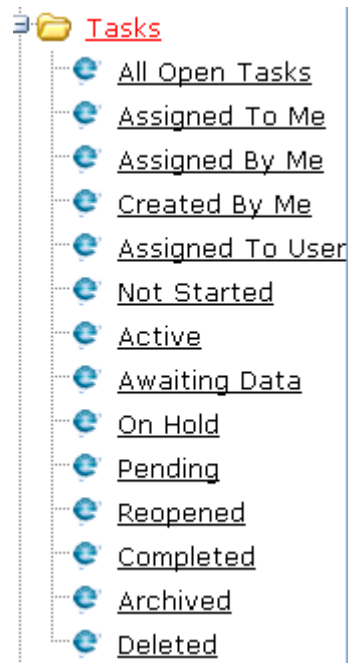 Tasks
All Open Tasks
Assigned To Me
Assigned By Me
Created By Me
Assigned To User
Not Started
Active
Awaiting Data
On Hold
Pending
Reopened
Completed
Archived
Deleted